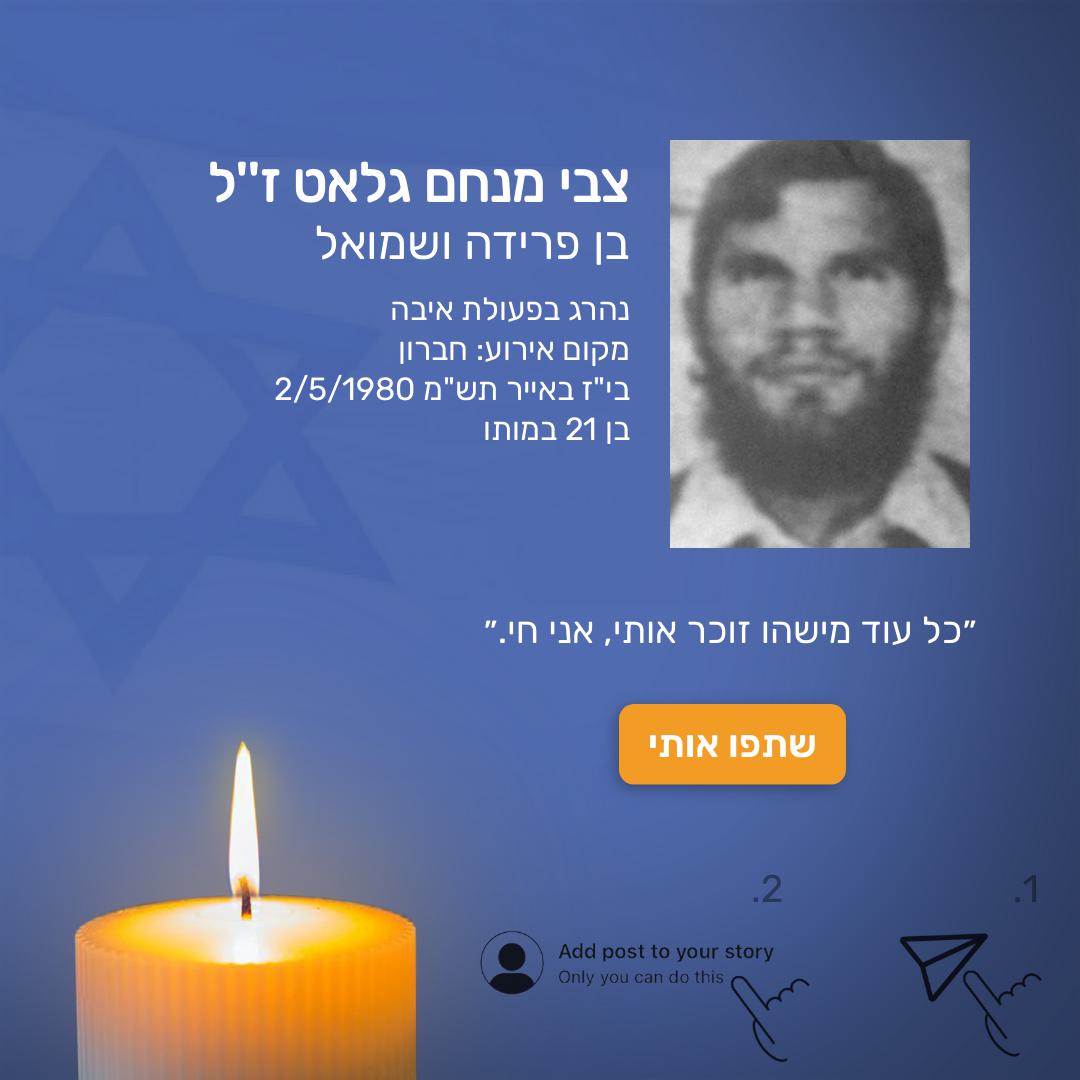 צבי מנחם גלאט ז"ל
בן פרידה ושמואל
נהרג בפעולת איבה
מקום אירוע: חברון
בי"ז באייר תש"מ 2/5/1980
בן 21 במותו
״כל עוד מישהו זוכר אותי, אני חי.״
שתפו אותי
1.
2.
Add post to your story
Only you can do this